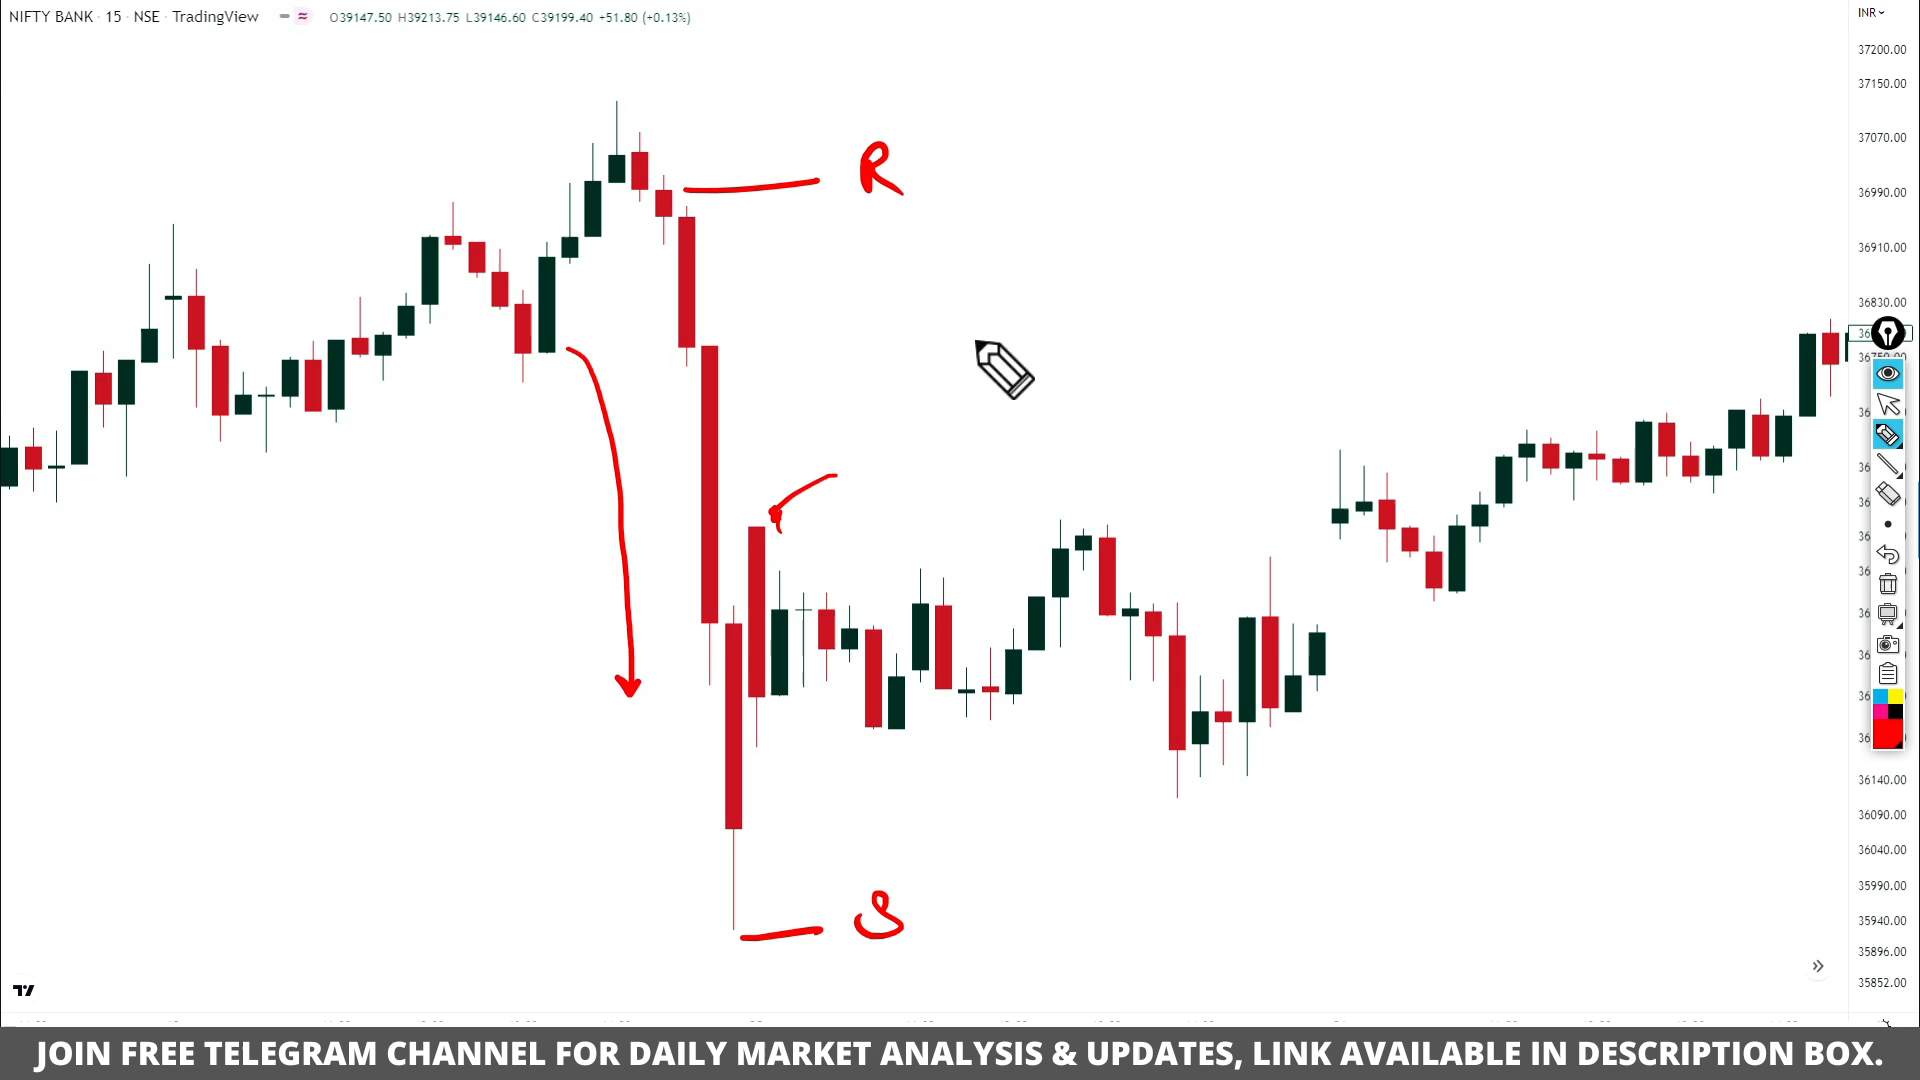 NIFTY BANK · 15 · NSE · TradingView O39147.50 H39213.75 L39146.60 C39199.40 +51.80 (+0.13%)
INR
37200.00
37150.00
37070.00
R
36990.00
36910.00
36830.00
36140.00
36090.00
36040.00
35990.00
S
35940.00
35896.00
35852.00
JOIN FREE TELEGRAM CHANNEL FOR DAILY MARKET ANALYSIS & UPDATES, LINK AVAILABLE IN DESCRIPTION BOX.